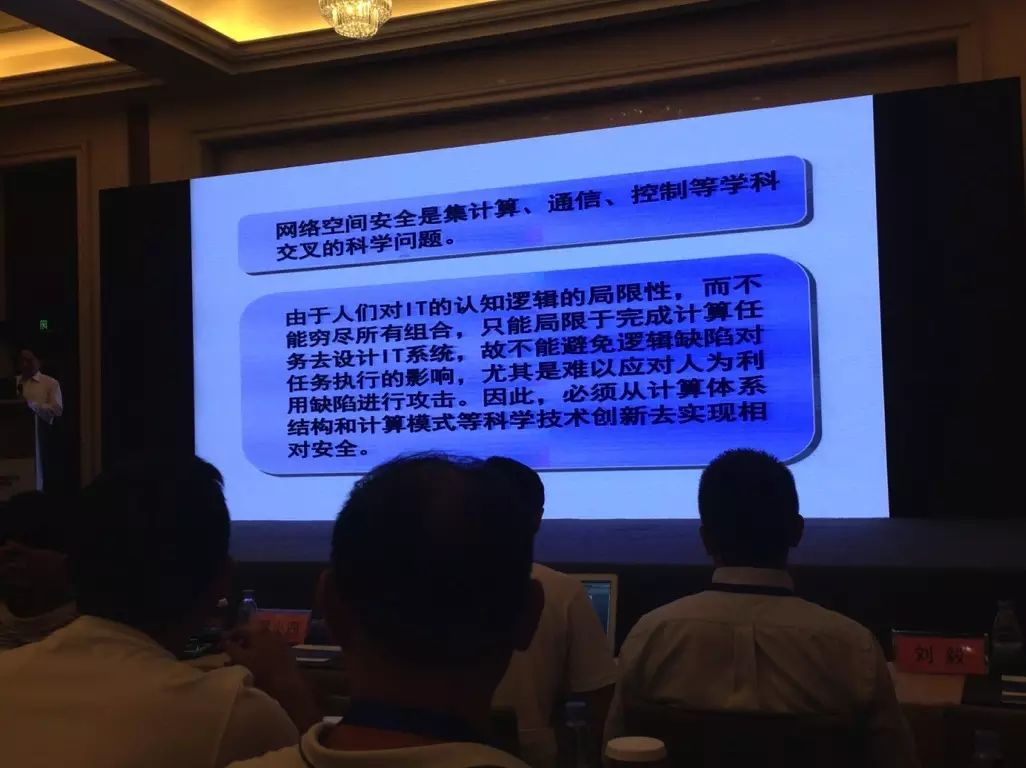 网络空间安全是集计算、通信、控制等学科
交叉的科学问题。
由于人们对IT的认知逻辑的局限性，而不
能穷尽所有组合，只能局限于完成计算任
务去设计IT系统，故不能避免逻辑缺陷对
任务执行的影响，尤其是难以应对人为利
用缺陷进行攻击。因此，必须从计算体系
结构和计算模式等科学技术创新去实现相
对安全。
刘毅